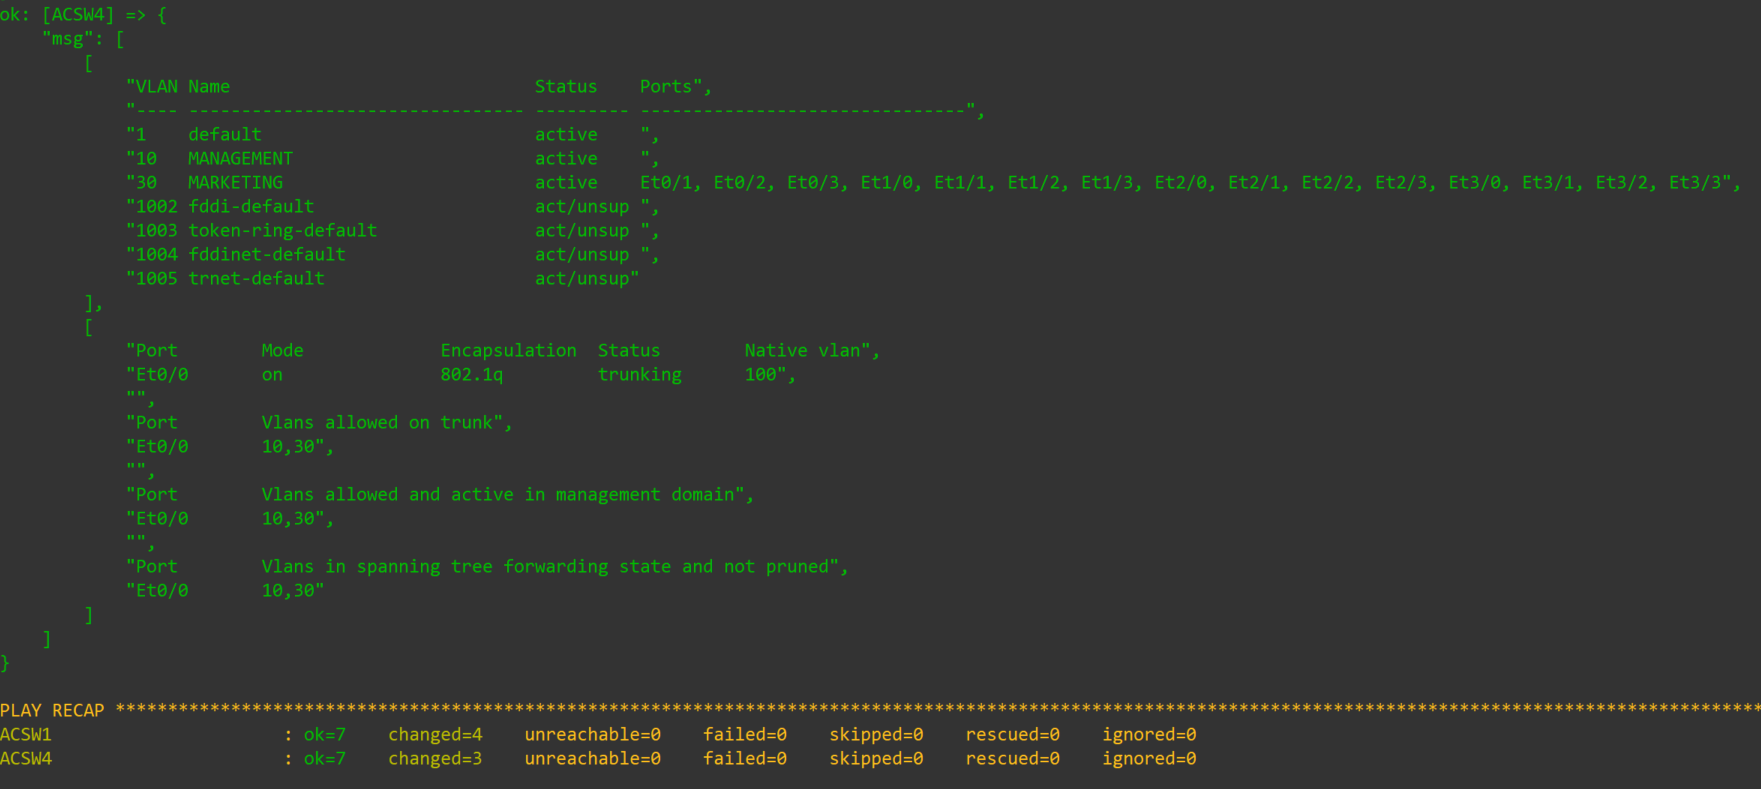 ok: [ACSW4] => {
    "msg": [
        [
            "VLAN Name                             Status    Ports",
            "---- -------------------------------- --------- -------------------------------",
            "1    default                          active    ",
            "10   MANAGEMENT                       active    ",
            "30   MARKETING                        active    Et0/1, Et0/2, Et0/3, Et1/0, Et1/1, Et1/2, Et1/3, Et2/0, Et2/1, Et2/2, Et2/3, Et3/0, Et3/1, Et3/2, Et3/3",
            "1002 fddi-default                     act/unsup ",
            "1003 token-ring-default               act/unsup ",
            "1004 fddinet-default                  act/unsup ",
            "1005 trnet-default                    act/unsup"
        ],
        [
            "Port        Mode             Encapsulation  Status        Native vlan",
            "Et0/0       on               802.1q         trunking      100",
            "",
            "Port        Vlans allowed on trunk",
            "Et0/0       10,30",
            "",
            "Port        Vlans allowed and active in management domain",
            "Et0/0       10,30",
            "",
            "Port        Vlans in spanning tree forwarding state and not pruned",
            "Et0/0       10,30"
        ]
    ]
}
PLAY RECAP *************************************************************************************************************************************************************
ACSW1                      : ok=7    changed=4    unreachable=0    failed=0    skipped=0    rescued=0    ignored=0
ACSW4                      : ok=7    changed=3    unreachable=0    failed=0    skipped=0    rescued=0    ignored=0